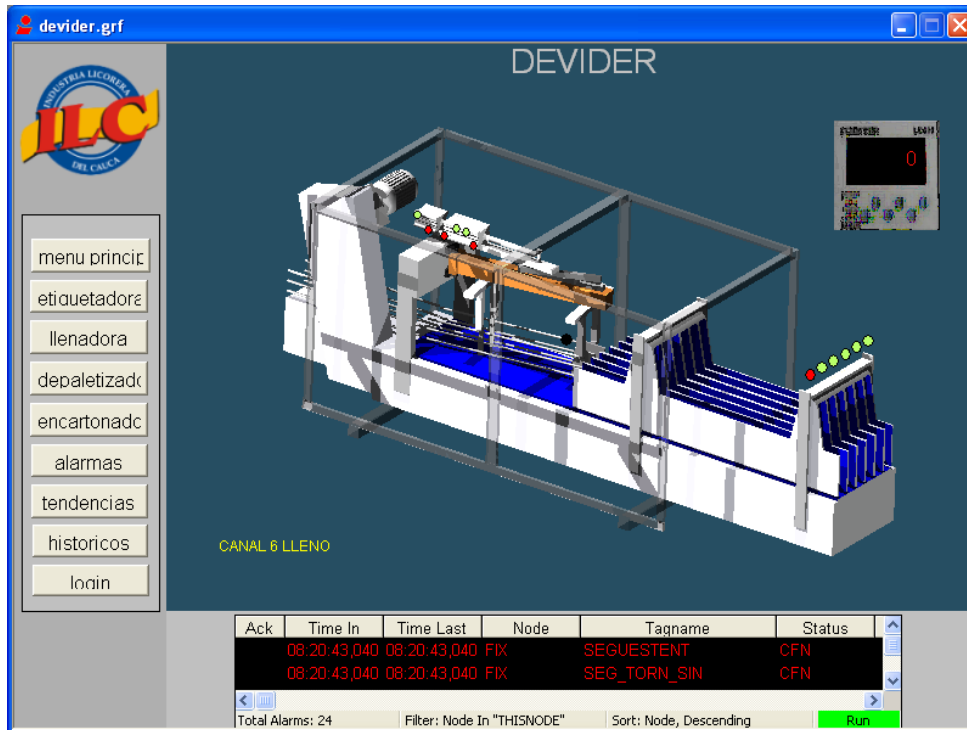 devider.grf
DEVIDER
INDUSTRIA LICORERA
ILC
DEL CAUCA
0
menu princip
etiquetadora
llenadora
depaletizado
encartonado
alarmas
tendencias
historicos
login
CANAL 6 LLENO
Ack Time In Time Last Node Tagname Status
08:20:43,040 08:20:43,040 FIX SEGUESTENT CFN
08:20:43,040 08:20:43,040 FIX SEG_TORN_SIN CFN
Total Alarms: 24 Filter: Node In "THISNODE" Sort: Node, Descending Run